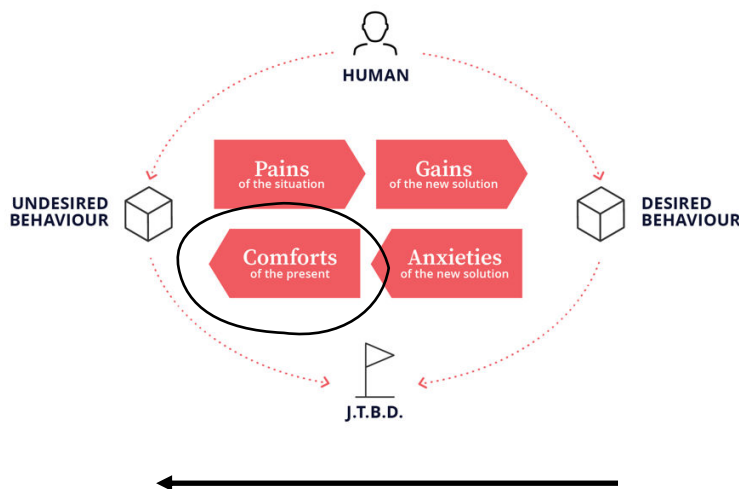 HUMAN
Pains
of the situation
Gains
of the new solution
UNDESIRED
BEHAVIOUR
DESIRED
BEHAVIOUR
Comforts
of the present
Anxieties
of the new solution
J.T.B.D.